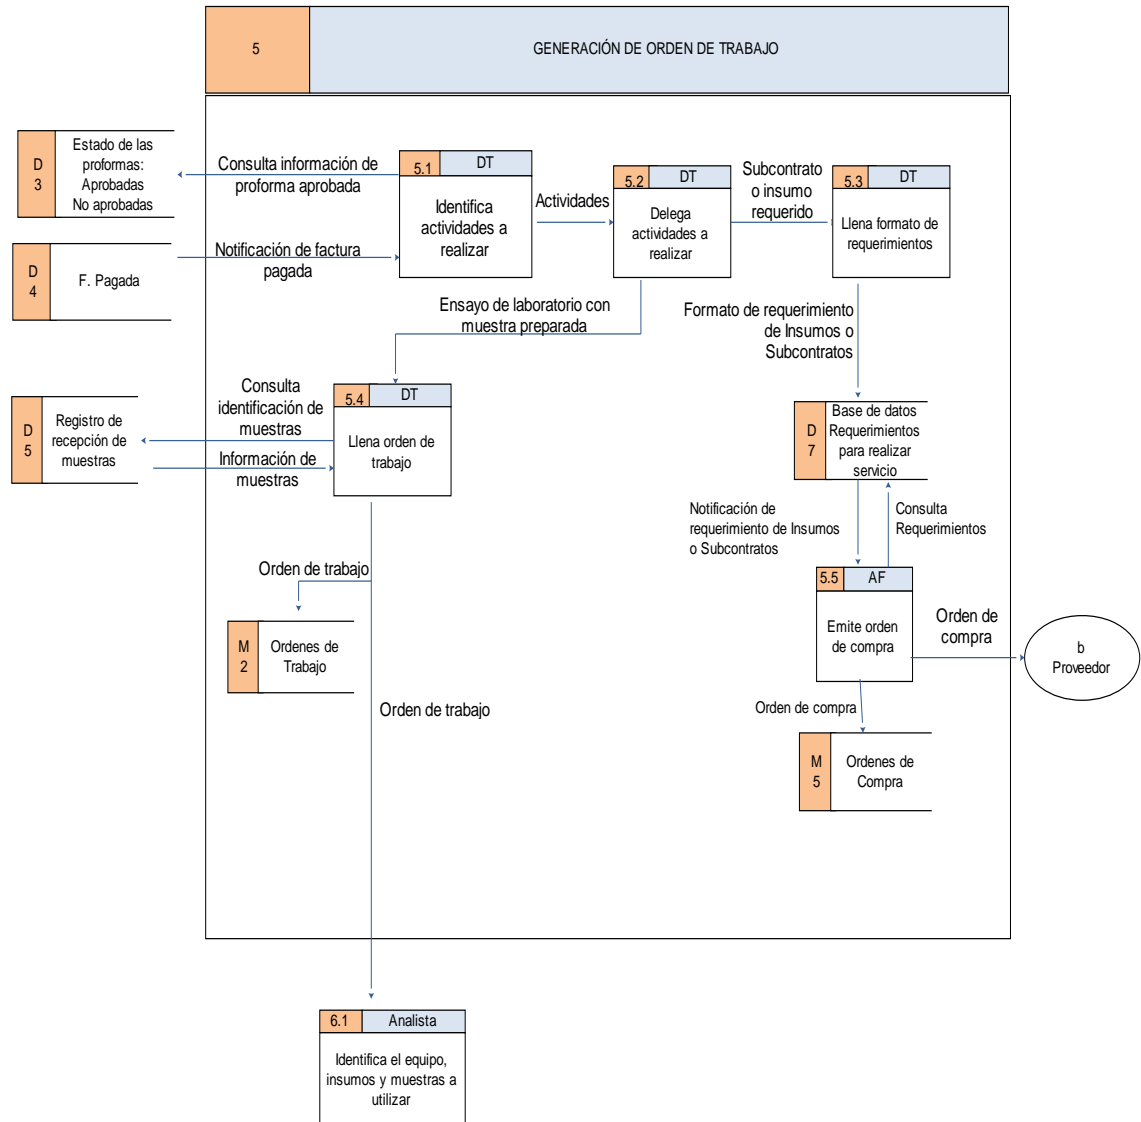 5
GENERACIÓN DE ORDEN DE TRABAJO
D
3
Estado de las
proformas:
Aprobadas
No aprobadas
Consulta información de
proforma aprobada
5.1
DT
Identifica
actividades a
realizar
Actividades
5.2
DT
Delega
actividades a
realizar
Subcontrato
o insumo
requerido
5.3
DT
Llena formato de
requerimientos
D
4
F. Pagada
Notificación de factura
pagada
Ensayo de laboratorio con
muestra preparada
Formato de requerimiento
de Insumos o
Subcontratos
D
5
Registro de
recepción de
muestras
Consulta
identificación de
muestras
Información de
muestras
5.4
DT
Llena orden de
trabajo
D
7
Base de datos
Requerimientos
para realizar
servicio
Notificación de
requerimiento de Insumos
o Subcontratos
Consulta
Requerimientos
Orden de trabajo
M
2
Ordenes de
Trabajo
5.5
AF
Emite orden
de compra
Orden de
compra
b
Proveedor
Orden de trabajo
Orden de compra
M
5
Ordenes de
Compra
6.1
Analista
Identifica el equipo,
insumos y muestras a
utilizar